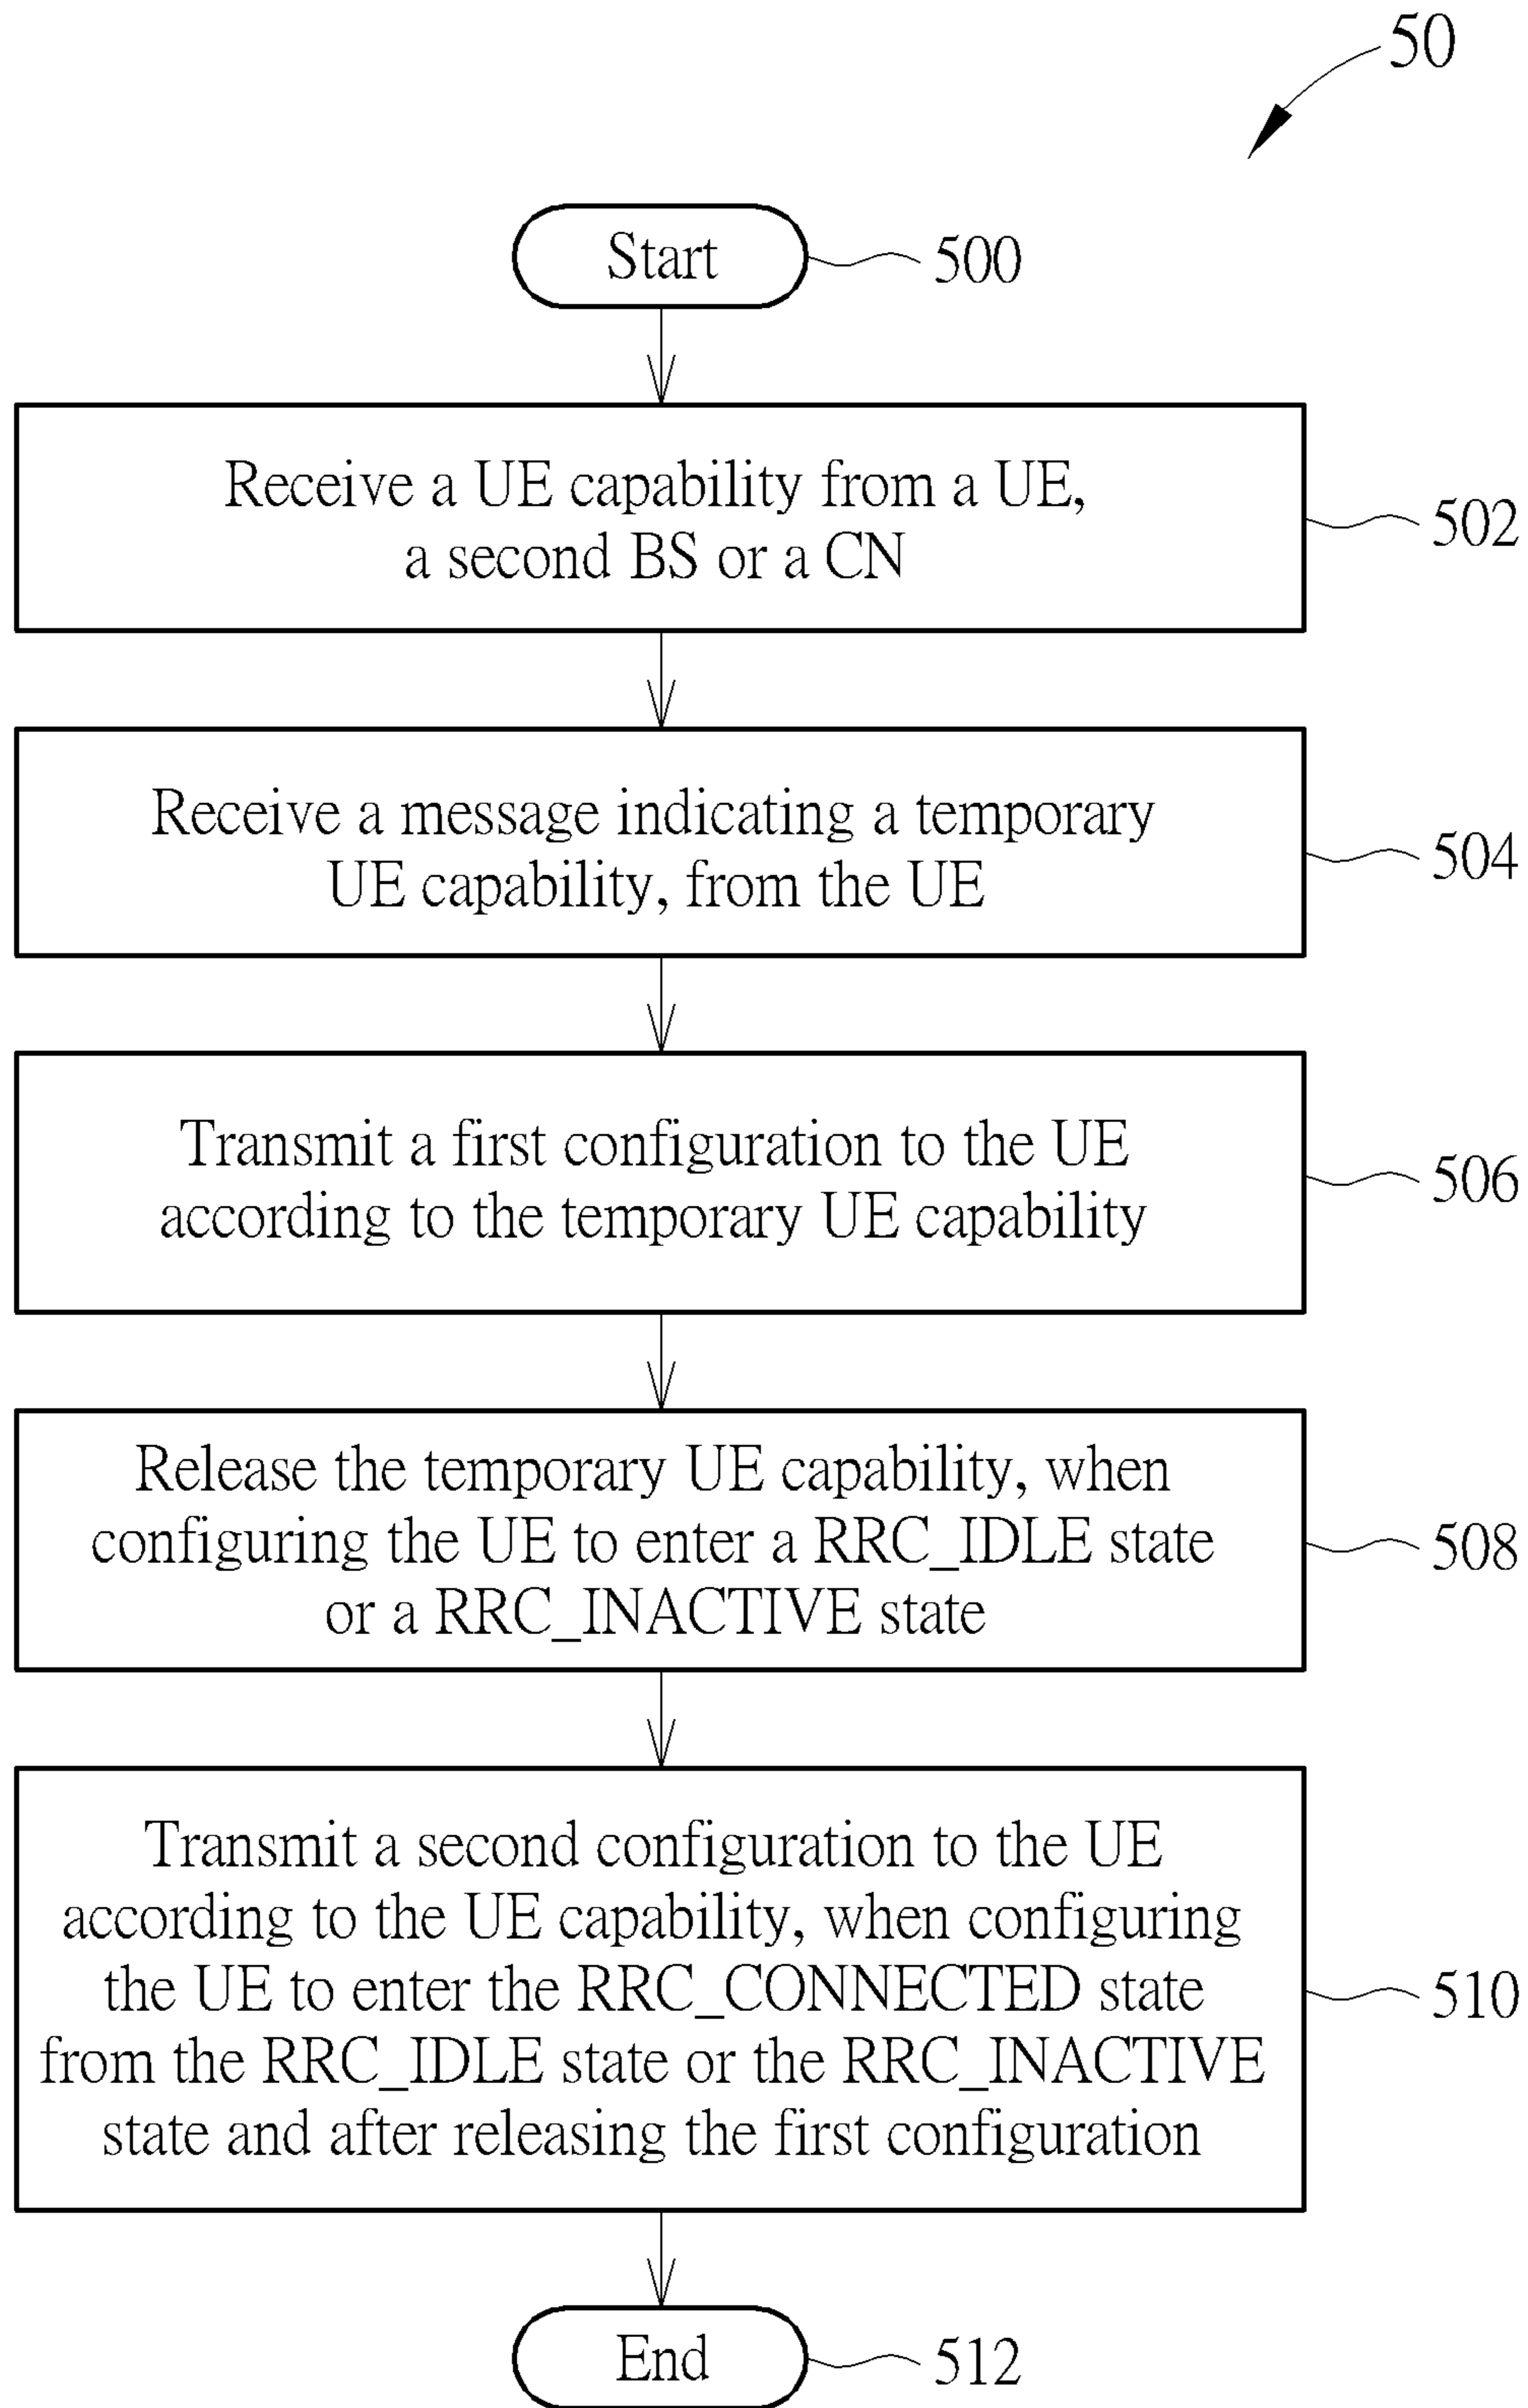 50
Start
500
Receive a UE capability from a UE,
a second BS or a CN
502
Receive a message indicating a temporary
UE capability, from the UE
504
Transmit a first configuration to the UE
according to the temporary UE capability
506
Release the temporary UE capability, when
configuring the UE to enter a RRC_IDLE state
or a RRC_INACTIVE state
508
Transmit a second configuration to the UE
according to the UE capability, when configuring
the UE to enter the RRC_CONNECTED state
from the RRC_IDLE state or the RRC_INACTIVE
state and after releasing the first configuration
510
End
512